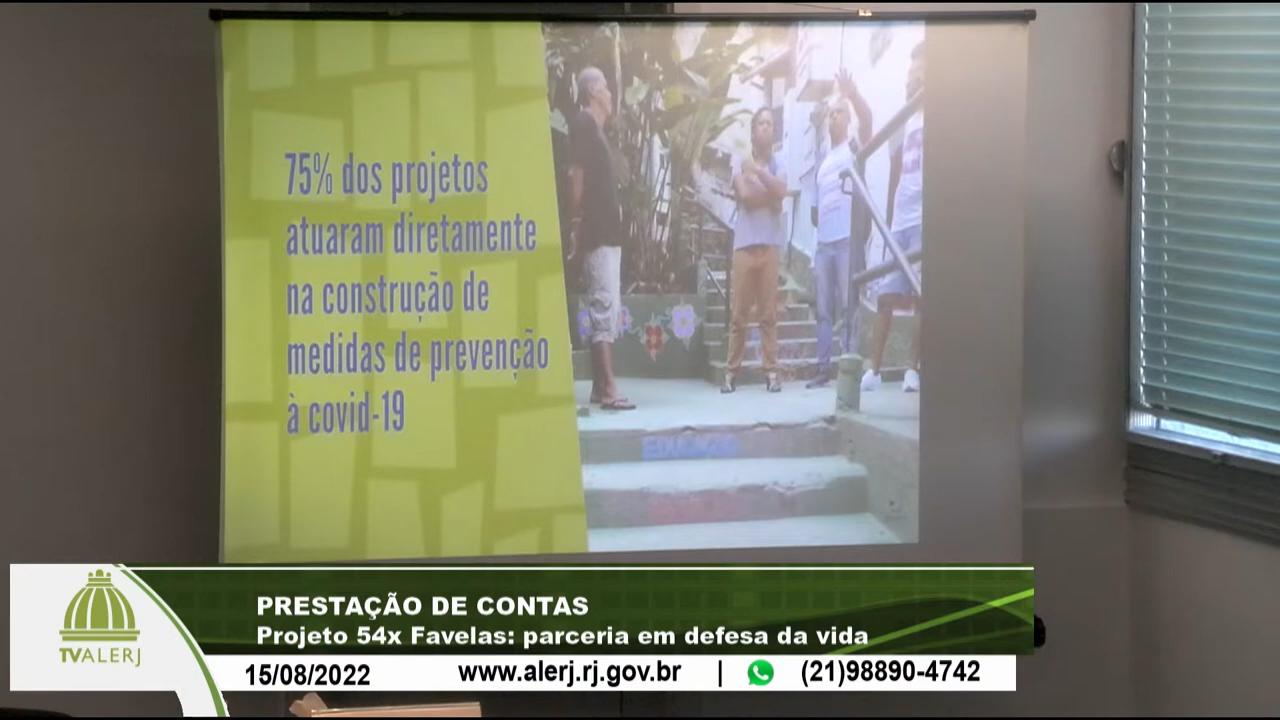 75% dos projetos
atuaram diretamente
na construção de
medidas de prevenção
à covid-19
PRESTAÇÃO DE CONTAS
Projeto 54x Favelas: parceria em defesa da vida
TVALERJ
15/08/2022 www.alerj.rj.gov.br | (21)98890-4742